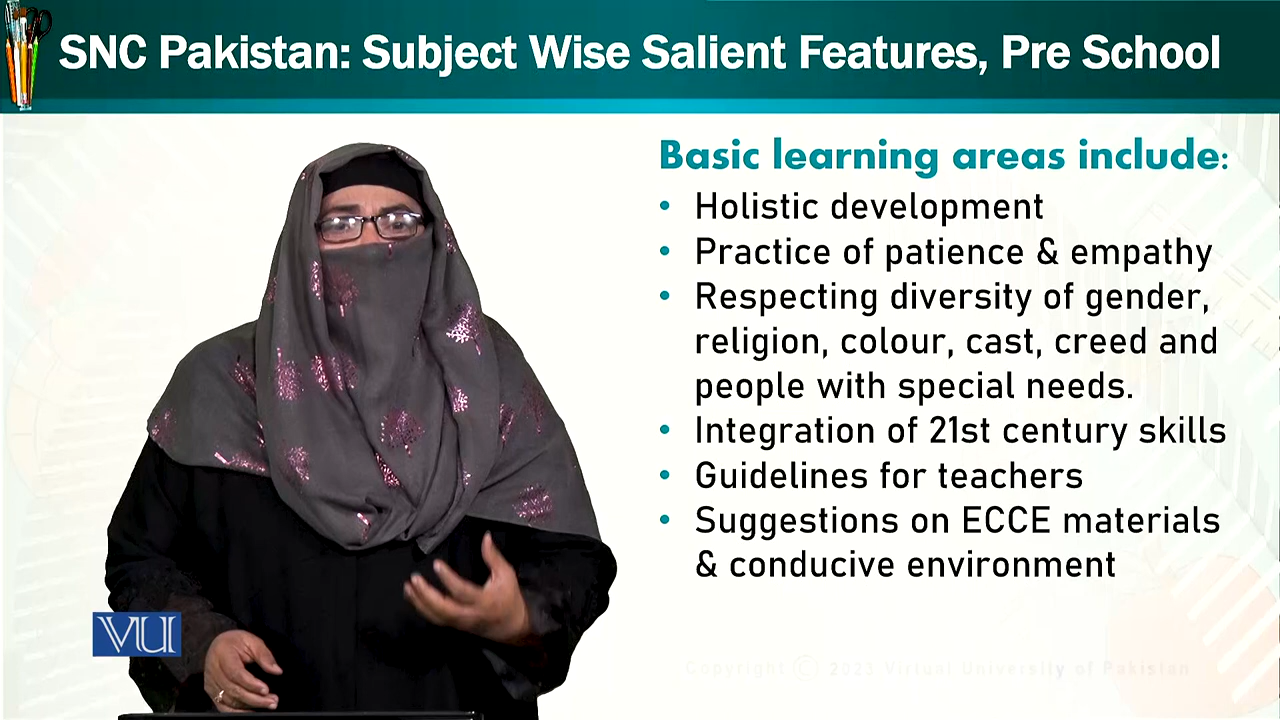 SNC Pakistan: Subject Wise Salient Features, Pre School
Basic learning areas include:
• Holistic development
• Practice of patience & empathy
• Respecting diversity of gender,
religion, colour, cast, creed and
people with special needs.
• Integration of 21st century skills
• Guidelines for teachers
• Suggestions on ECCE materials
& conducive environment
VU
Copyright © 2023 Virtual University of Pakistan